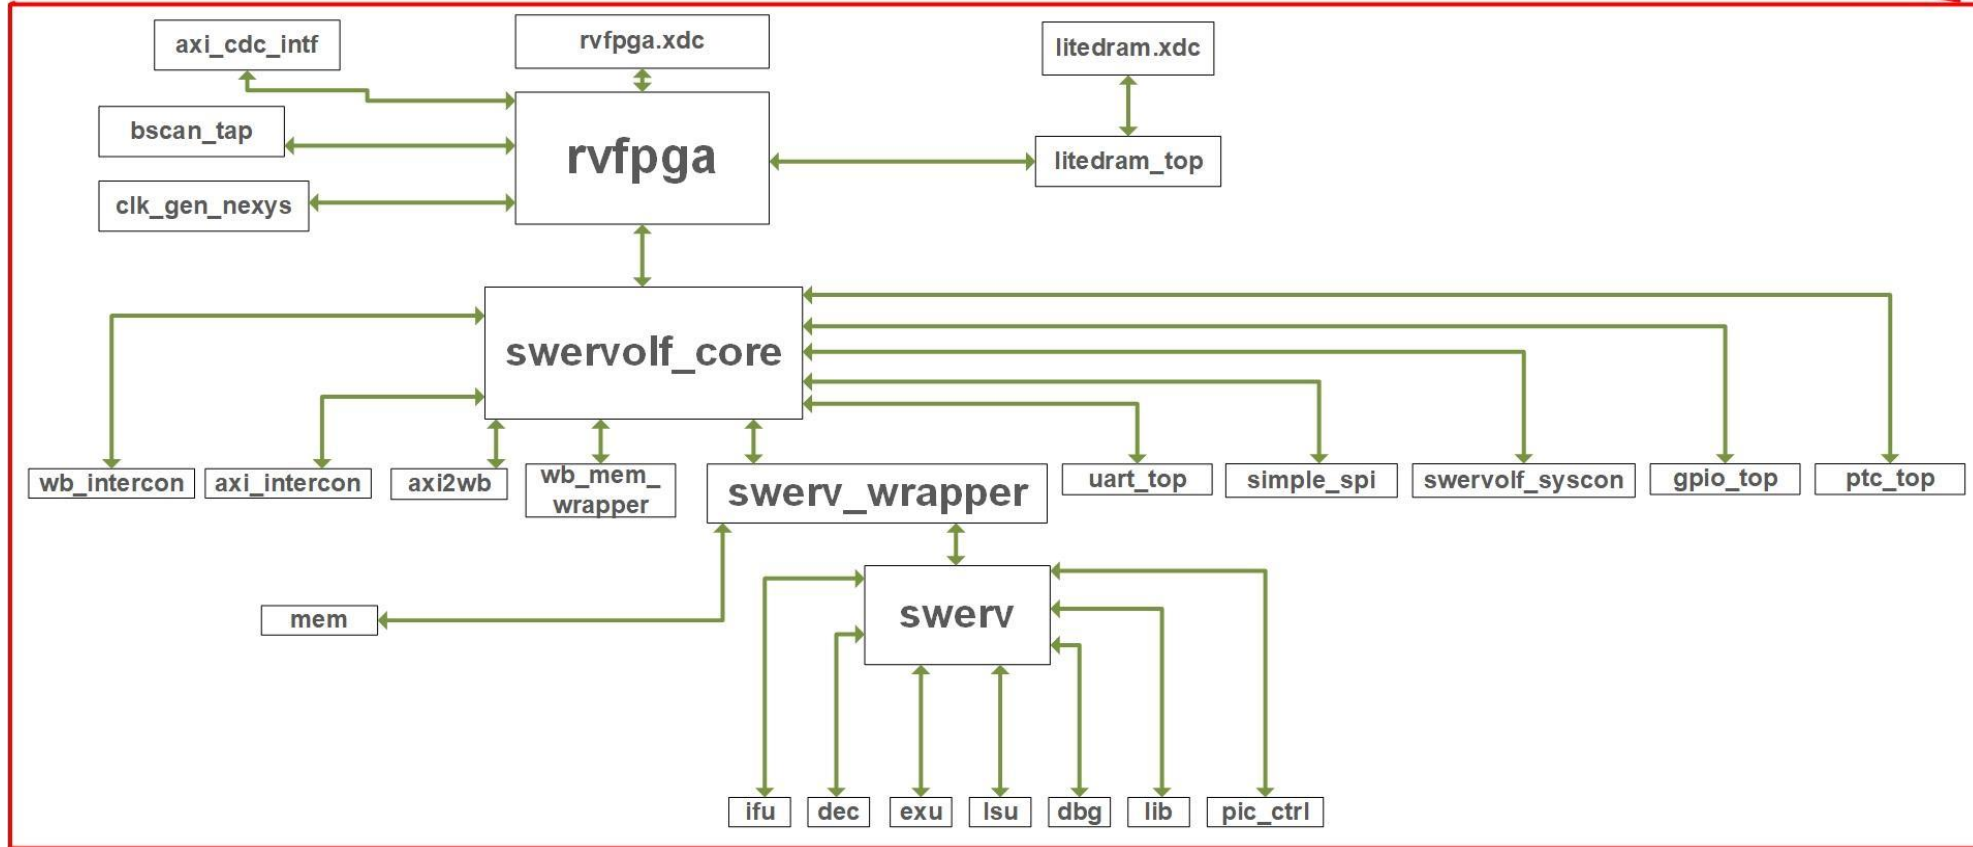 axi_cdc_intf
rvfpga.xdc
litedram.xdc
bscan_tap
rvfpga
litedram_top
clk_gen_nexys
swervolf_core
wb_intercon
axi_intercon
axi2wb
wb_mem_
wrapper
swerv_wrapper
uart_top
simple_spi
swervolf_syscon
gpio_top
ptc_top
mem
swerv
ifu
dec
exu
lsu
dbg
lib
pic_ctrl